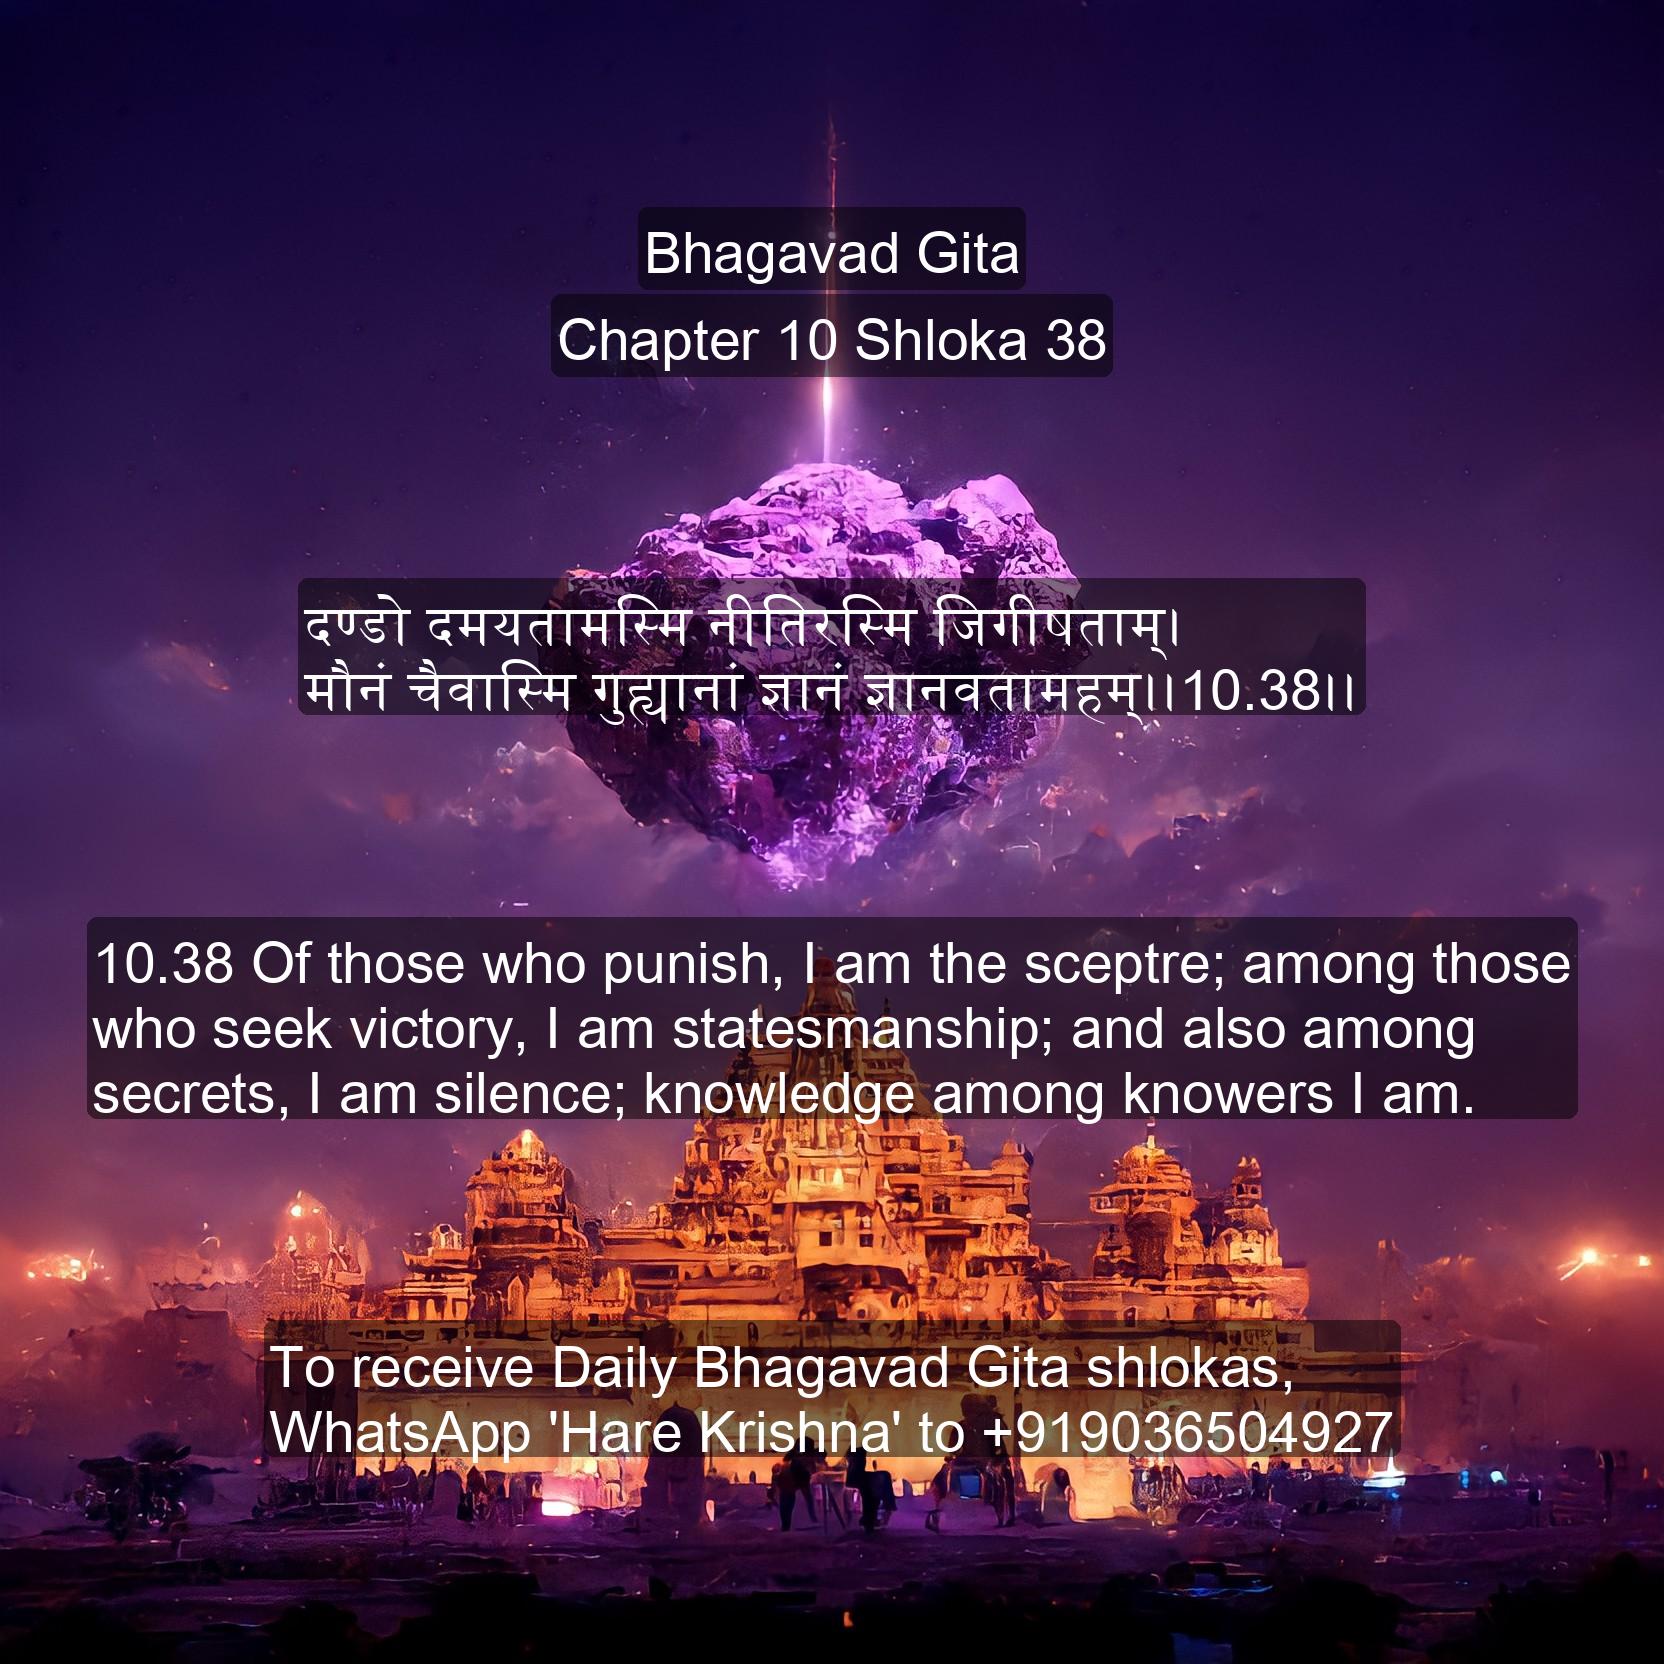 Bhagavad Gita
Chapter 10 Shloka 38
दण्डो दमयतामस्मि नीतिरस्मि जिगीषताम्।
मौनं चैवास्मि गुह्यानां ज्ञानं ज्ञानवतामहम्।।10.38।।
10.38 Of those who punish, I am the sceptre; among those
who seek victory, I am statesmanship; and also among
secrets, I am silence; knowledge among knowers I am.
To receive Daily Bhagavad Gita shlokas,
WhatsApp 'Hare Krishna' to +919036504927